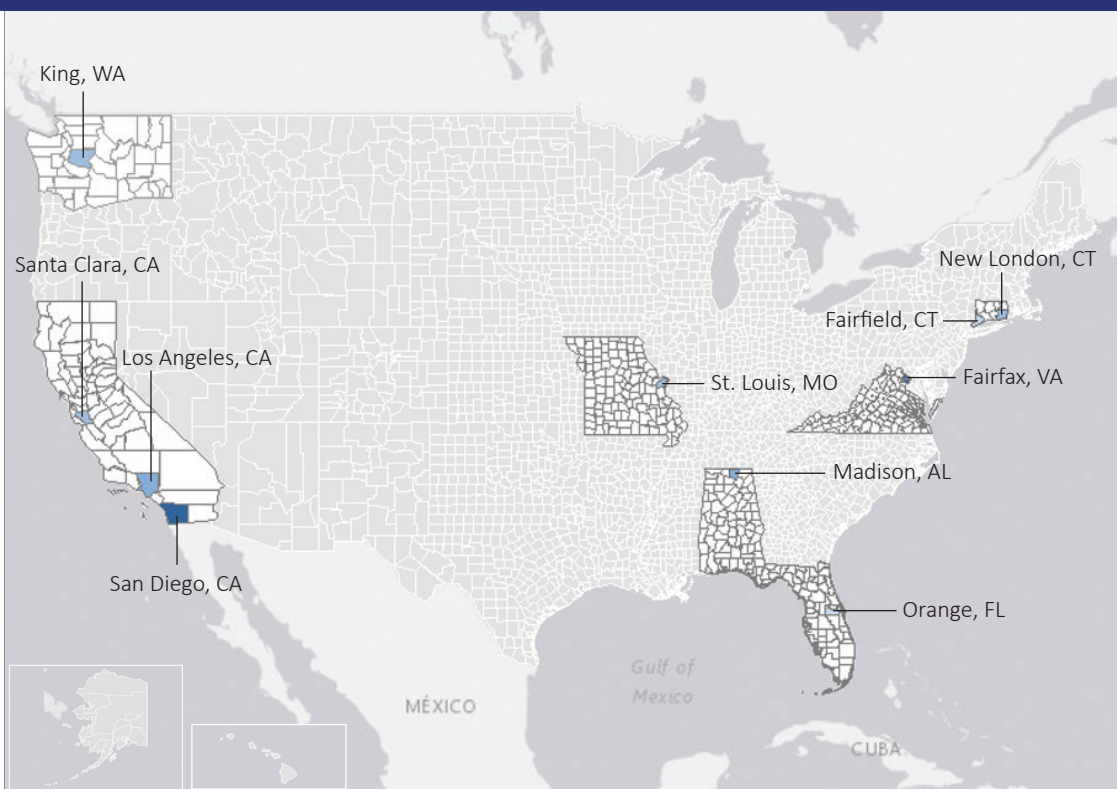 King, WA
Santa Clara, CA
New London, CT
Fairfield, CT
Los Angeles, CA
St. Louis, MO
Fairfax, VA
Madison, AL
San Diego, CA
Orange, FL
Gulf of
Mexico
MÉXICO
CUBA